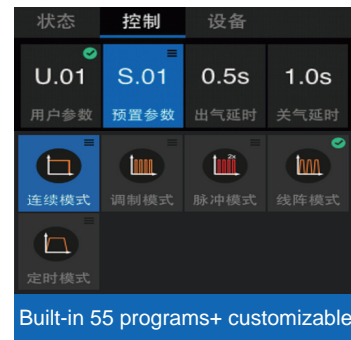 状态 控制 设备
U.01 S.01 0.5s 1.0s
用户参数 预置参数 出气延时 关气延时
2x
连续模式 调制模式 脉冲模式 线阵模式
定时模式
Built-in 55 programs+ customizable